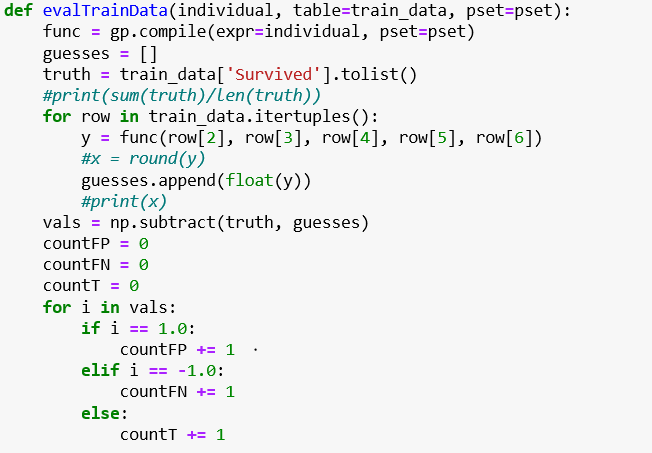 def evalTrainData(individual, table=train_data, pset=pset):
    func = gp.compile(expr=individual, pset=pset)
    guesses = []
    truth = train_data['Survived'].tolist()
    #print(sum(truth)/len(truth))
    for row in train_data.itertuples():
        y = func(row[2], row[3], row[4], row[5], row[6])
        #x = round(y)
        guesses.append(float(y))
        #print(x)
    vals = np.subtract(truth, guesses)
    countFP = 0
    countFN = 0
    countT = 0
    for i in vals:
        if i == 1.0:
            countFP += 1
        elif i == -1.0:
            countFN += 1
        else:
            countT += 1